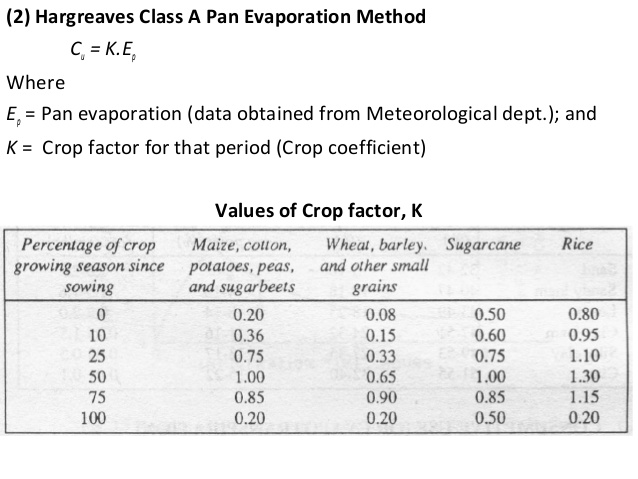 (2) Hargreaves Class A Pan Evaporation Method
Cᵤ = K.Eₚ
Where
Eₚ = Pan evaporation (data obtained from Meteorological dept.); and
K = Crop factor for that period (Crop coefficient)
Values of Crop factor, K
Percentage of crop Maize, cotton, Wheat, barley. Sugarcane Rice
growing season since potatoes, peas, and other small
sowing and sugarbeets grains
0 0.20 0.08 0.50 0.80
10 0.36 0.15 0.60 0.95
25 0.75 0.33 0.75 1.10
50 1.00 0.65 1.00 1.30
75 0.85 0.90 0.85 1.15
100 0.20 0.20 0.50 0.20